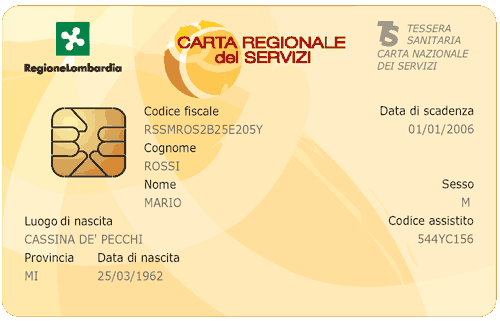 RegioneLombardia
CARTA REGIONALE
dei SERVIZI
TS TESSERA
SANITARIA
CARTA NAZIONALE
DEI SERVIZI
Codice fiscale
RSSMROS2B25E205Y
Data di scadenza
01/01/2006
Cognome
ROSSI
Nome
MARIO
Sesso
M
Luogo di nascita
CASSINA DE' PECCHI
Codice assistito
544YC156
Provincia Data di nascita
MI 25/03/1962